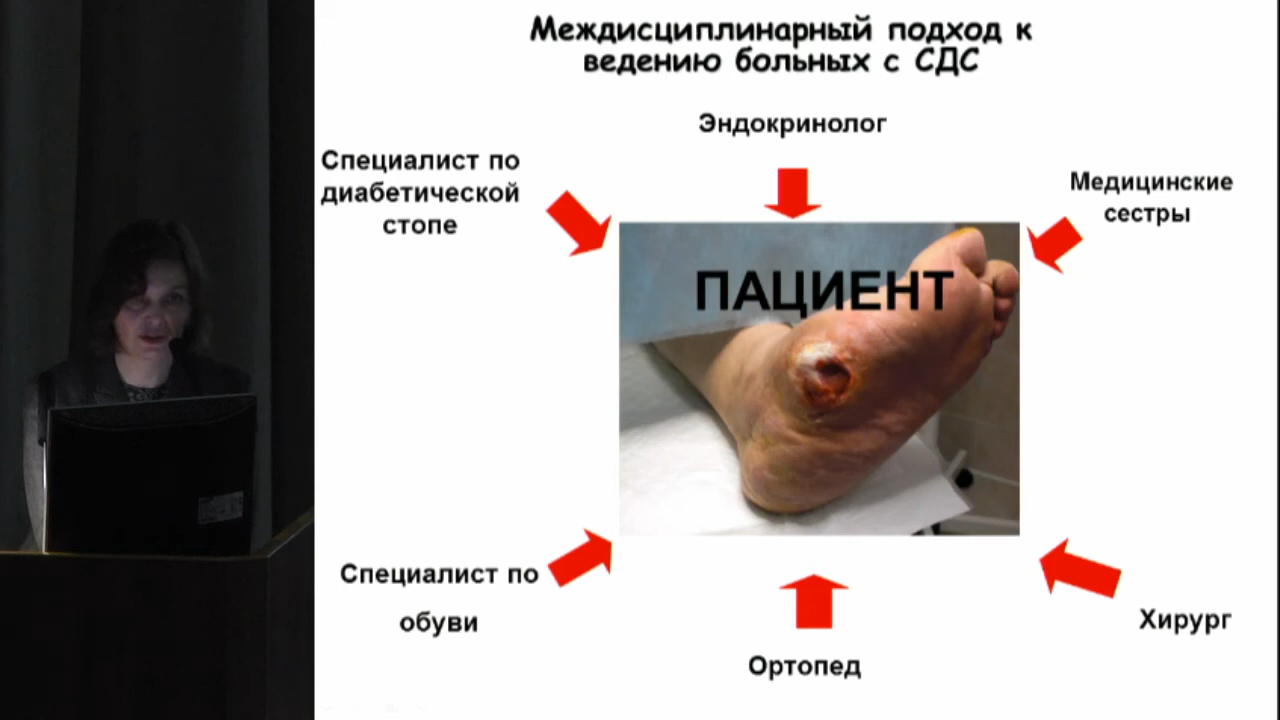 Междисциплинарный подход к
ведению больных с СДС
Эндокринолог
Специалист по
диабетической
стопе
Медицинские
сестры
ПАЦИЕНТ
Специалист по
обуви
Хирург
Ортопед